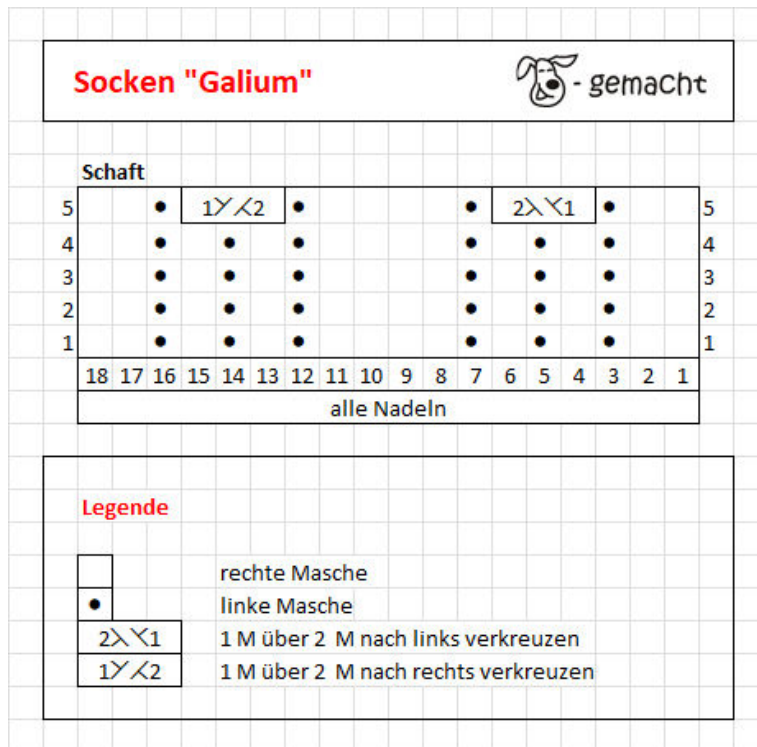 Socken "Galium"
- gemacht
Schaft
5 • 1⅄⅄2 • • 2⅄⅄1 • 5
4 • • • • • • 4
3 • • • • • • 3
2 • • • • • • 2
1 • • • • • • 1
18 17 16 15 14 13 12 11 10 9 8 7 6 5 4 3 2 1
alle Nadeln
Legende
rechte Masche
• linke Masche
2⅄⅄1 1 M über 2 M nach links verkreuzen
1⅄⅄2 1 M über 2 M nach rechts verkreuzen